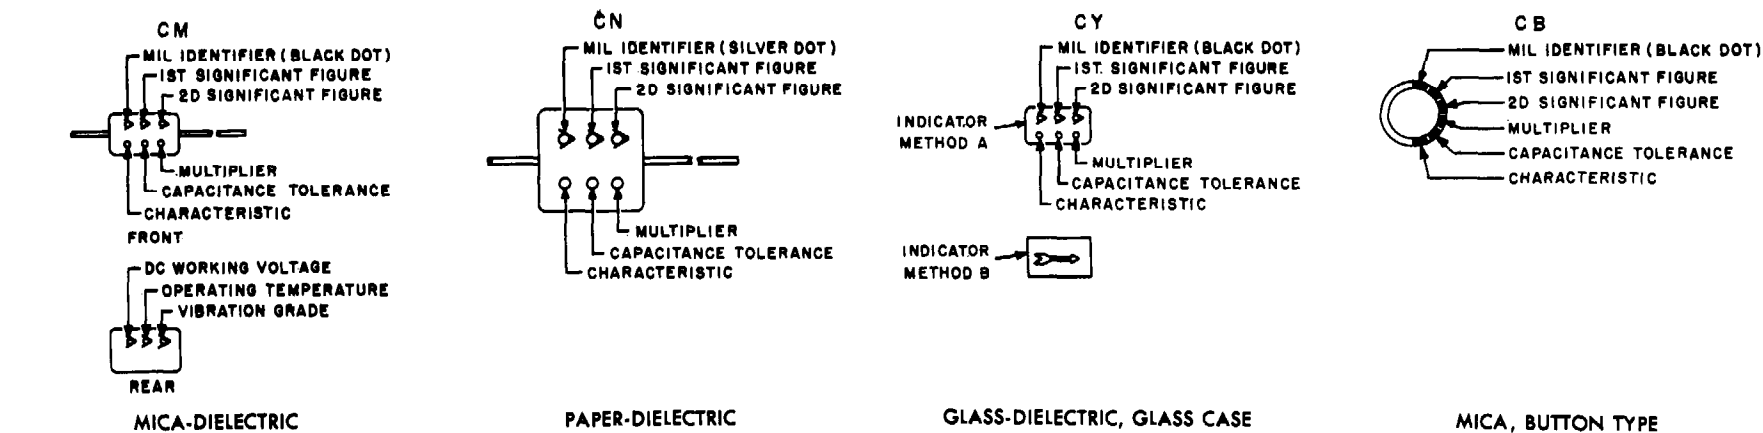 CM
MIL IDENTIFIER (BLACK DOT)
1ST SIGNIFICANT FIGURE
2D SIGNIFICANT FIGURE
MULTIPLIER
CAPACITANCE TOLERANCE
CHARACTERISTIC
FRONT
DC WORKING VOLTAGE
OPERATING TEMPERATURE
VIBRATION GRADE
REAR
MICA-DIELECTRIC
CN
MIL IDENTIFIER (SILVER DOT)
1ST SIGNIFICANT FIGURE
2D SIGNIFICANT FIGURE
MULTIPLIER
CAPACITANCE TOLERANCE
CHARACTERISTIC
PAPER-DIELECTRIC
CY
MIL IDENTIFIER (BLACK DOT)
1ST. SIGNIFICANT FIGURE
2D SIGNIFICANT FIGURE
INDICATOR
METHOD A
MULTIPLIER
CAPACITANCE TOLERANCE
CHARACTERISTIC
INDICATOR
METHOD B
GLASS-DIELECTRIC, GLASS CASE
CB
MIL IDENTIFIER (BLACK DOT)
1ST SIGNIFICANT FIGURE
2D SIGNIFICANT FIGURE
MULTIPLIER
CAPACITANCE TOLERANCE
CHARACTERISTIC
MICA, BUTTON TYPE